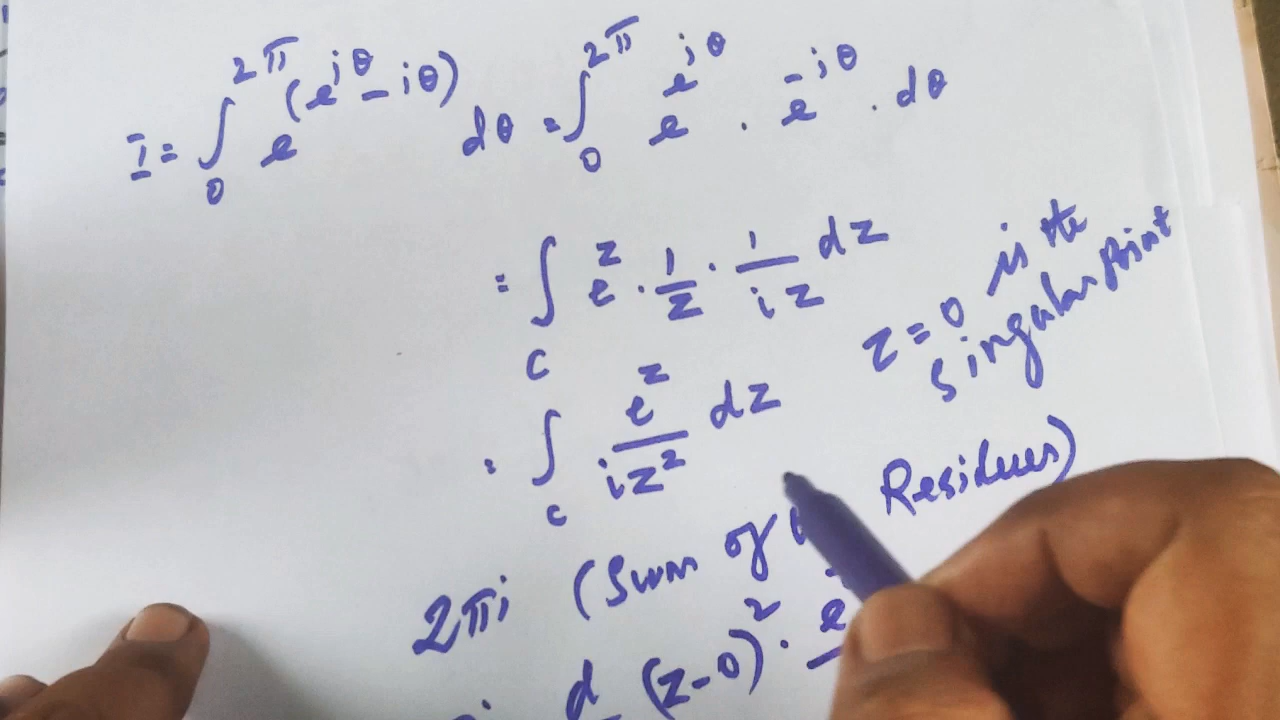 I = ∫₀^{2π} e^{(e^{iθ} - iθ)} dθ = ∫₀^{2π} e^{e^{iθ}} . e^{-iθ} . dθ
= ∫_C e^z . 1/z . 1/(iz) dz
z = 0 is the
singular Point
= ∫_C e^z/(iz²) dz
2πi (Sum of Residues)
d (z-0)² . e